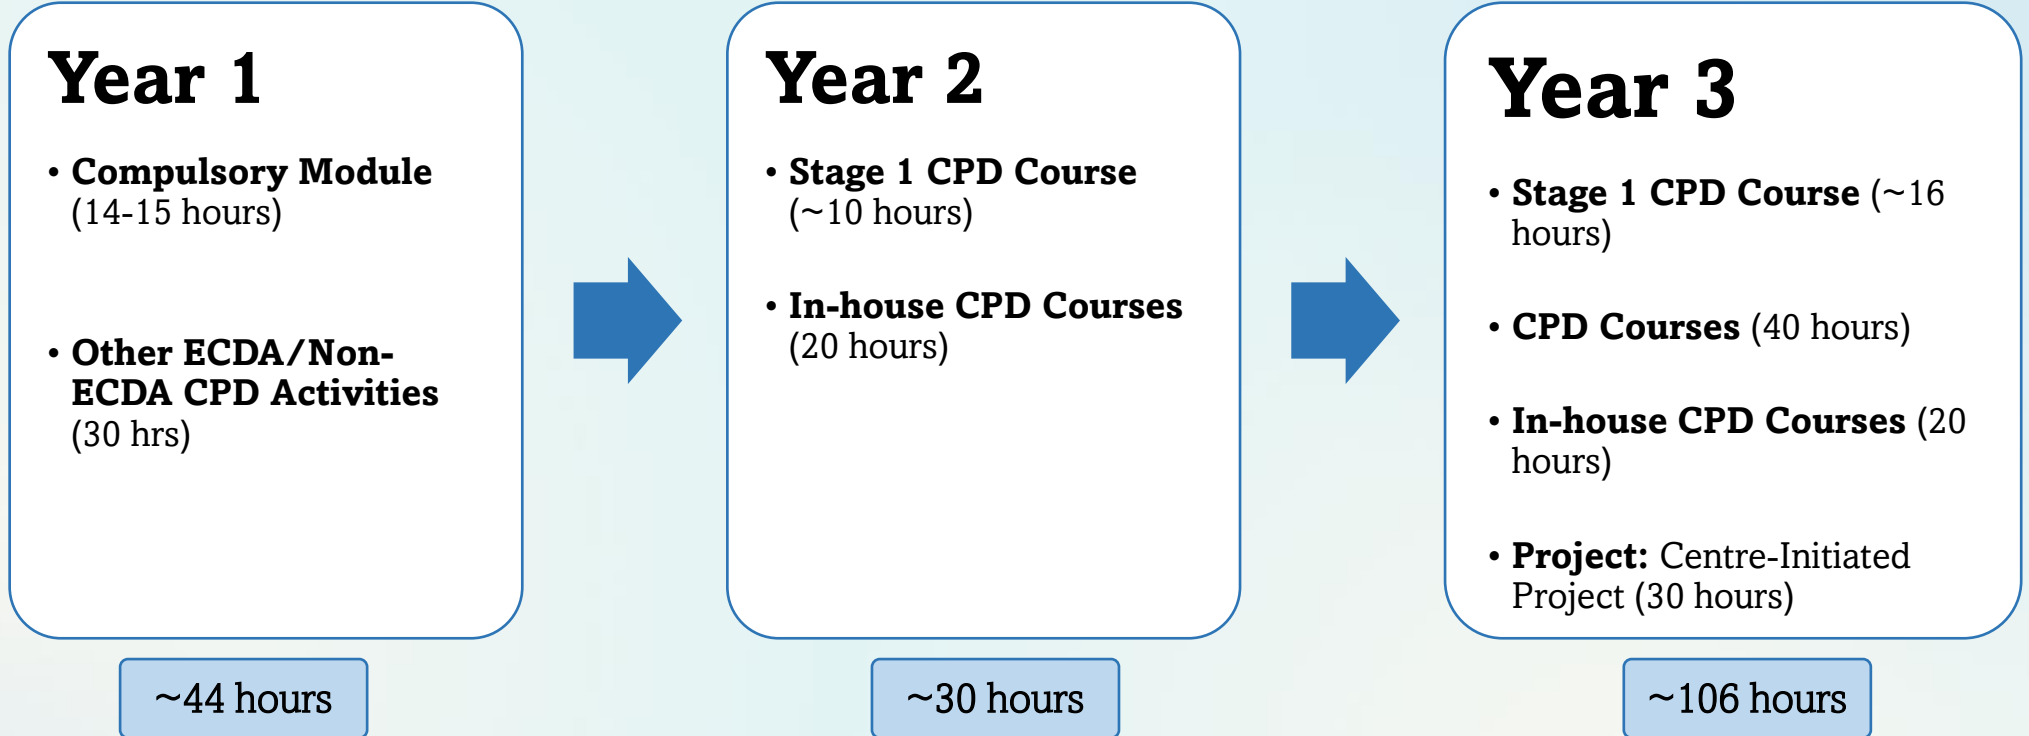 Year 1
• Compulsory Module
(14-15 hours)
• Other ECDA/Non-
ECDA CPD Activities
(30 hrs)
~44 hours
Year 2
• Stage 1 CPD Course
(~10 hours)
• In-house CPD Courses
(20 hours)
~30 hours
Year 3
• Stage 1 CPD Course (~16
hours)
• CPD Courses (40 hours)
• In-house CPD Courses (20
hours)
• Project: Centre-Initiated
Project (30 hours)
~106 hours